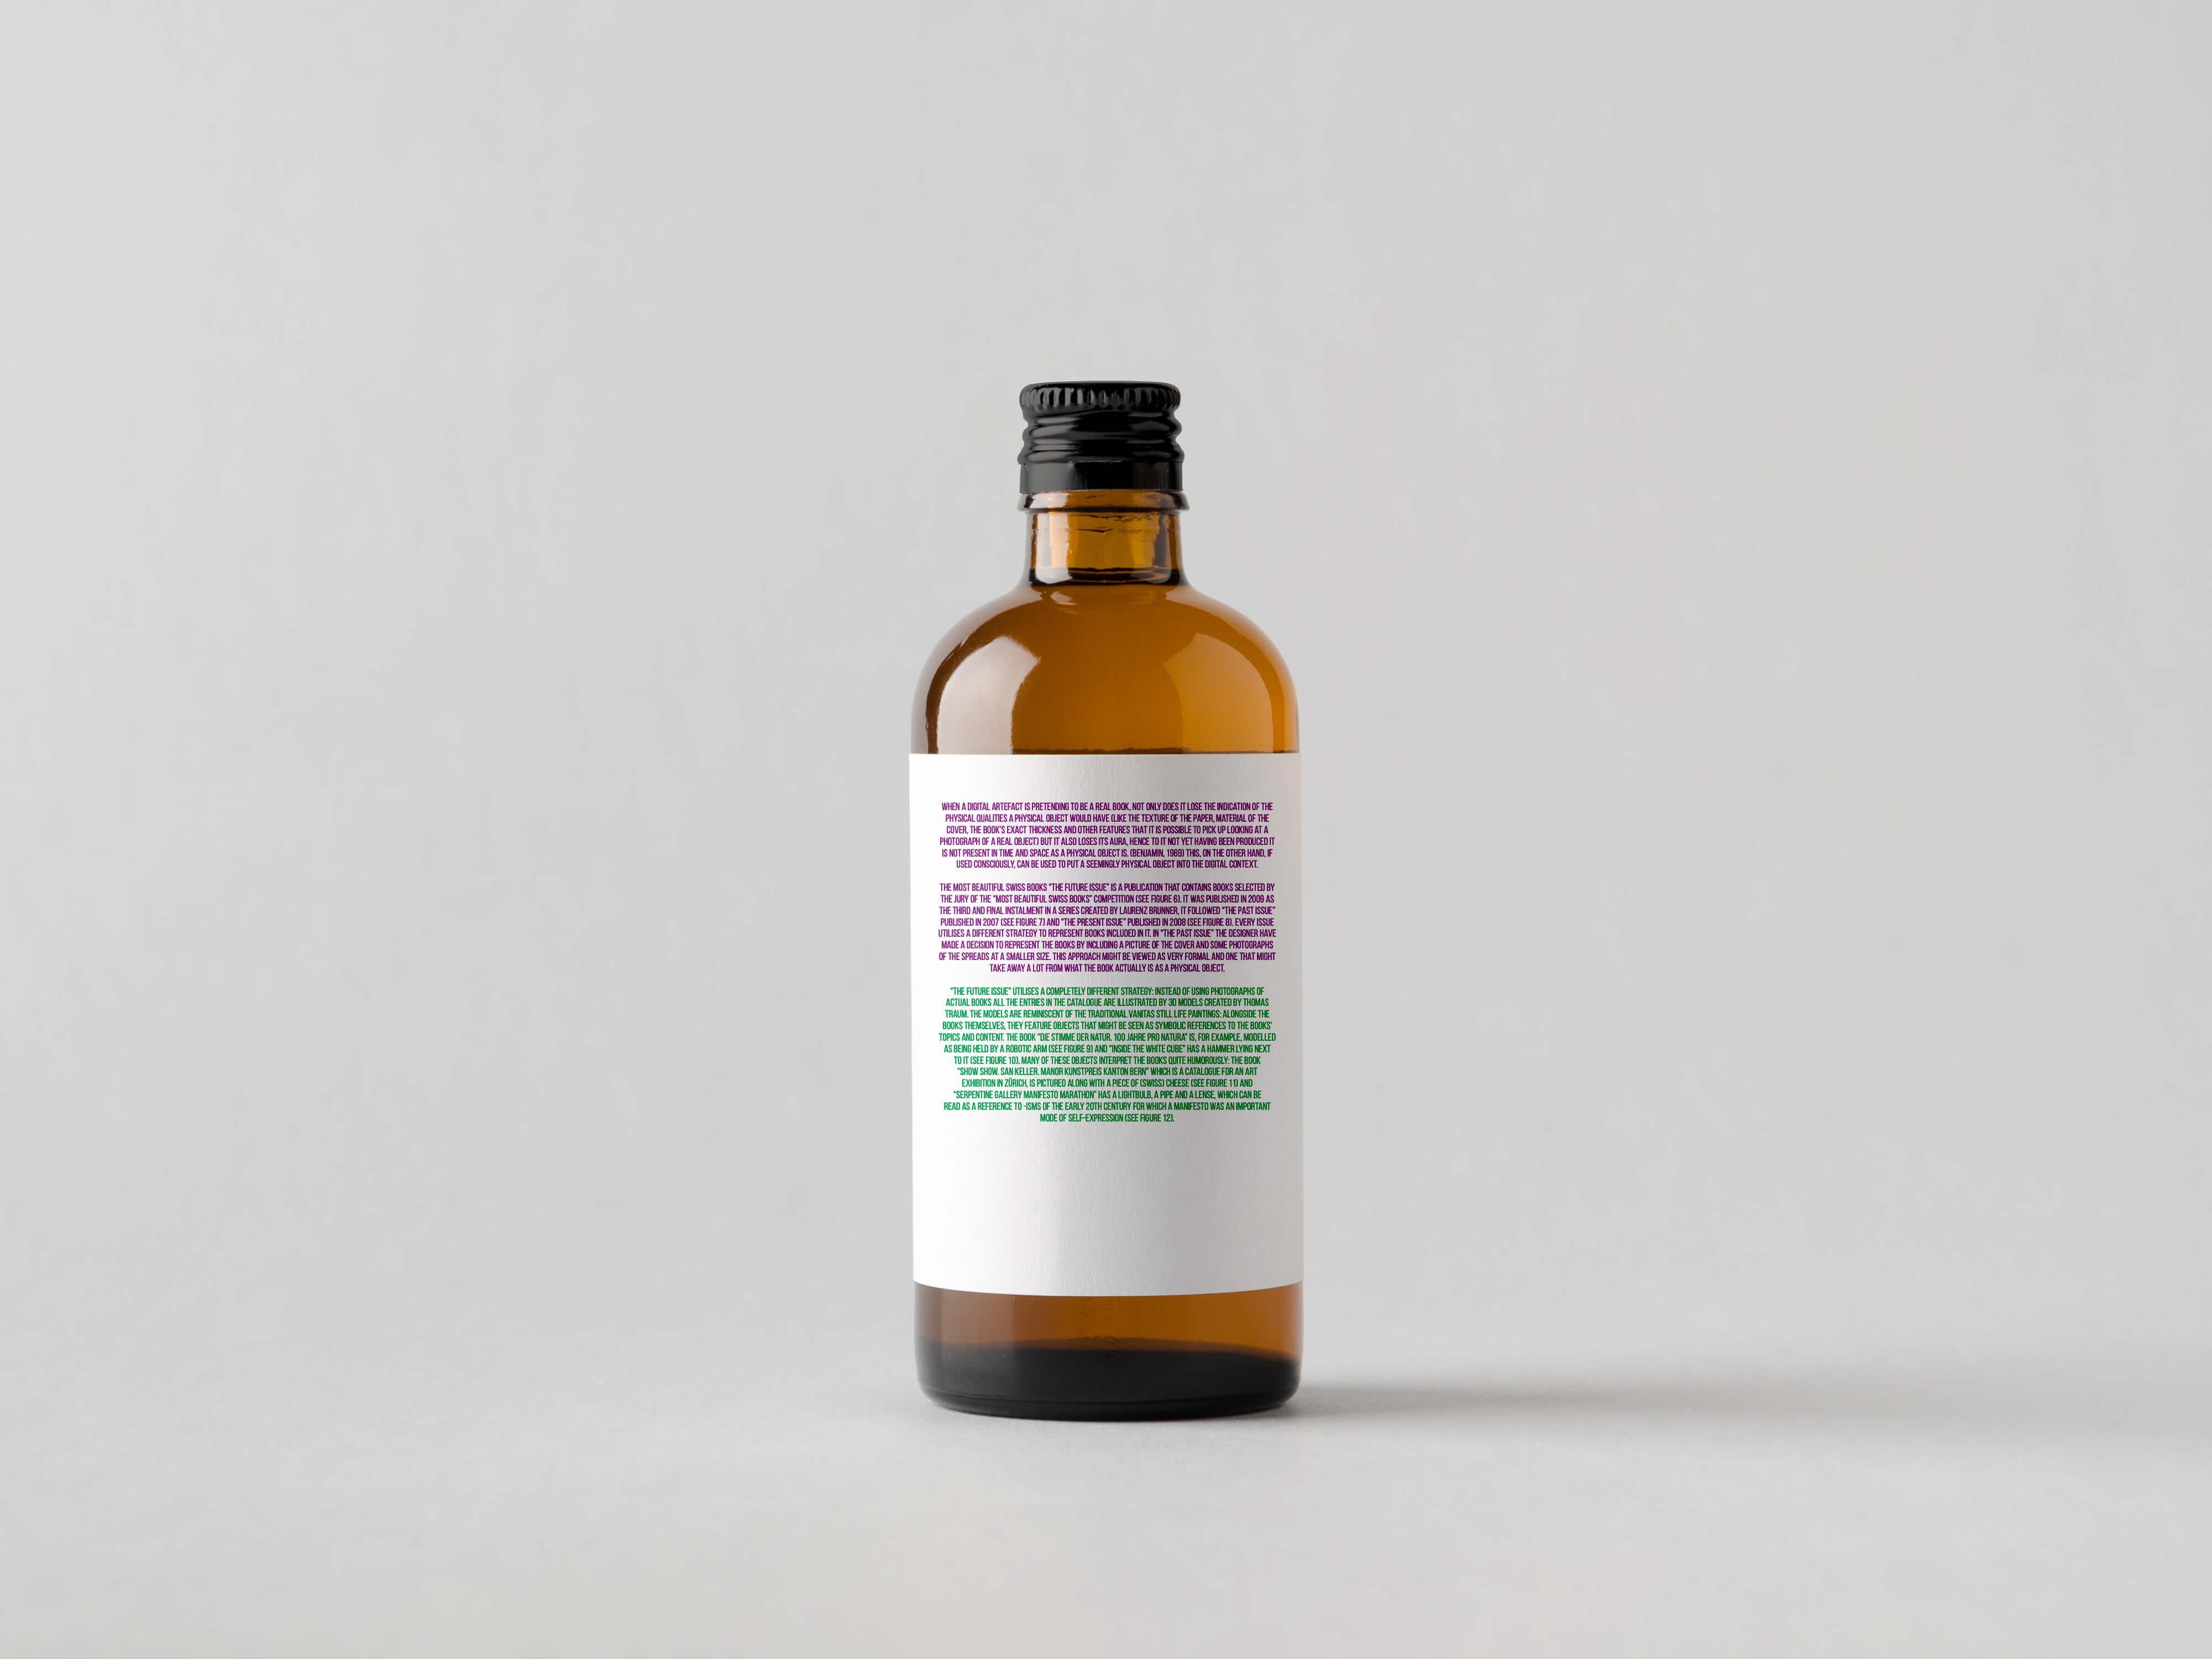 WHEN A DIGITAL ARTEFACT IS PRETENDING TO BE A REAL BOOK, NOT ONLY DOES IT LOSE THE INDICATION OF THE
PHYSICAL QUALITIES A PHYSICAL OBJECT WOULD HAVE (LIKE THE TEXTURE OF THE PAPER, MATERIAL OF THE
COVER, THE BOOK'S EXACT THICKNESS AND OTHER FEATURES THAT IT IS POSSIBLE TO PICK UP LOOKING AT A
PHOTOGRAPH OF A REAL OBJECT) BUT IT ALSO LOSES ITS AURA, HENCE TO IT NOT YET HAVING BEEN PRODUCED IT
IS NOT PRESENT IN TIME AND SPACE AS A PHYSICAL OBJECT IS. (BENJAMIN, 1969) THIS, ON THE OTHER HAND, IF
USED CONSCIOUSLY, CAN BE USED TO PUT A SEEMINGLY PHYSICAL OBJECT INTO THE DIGITAL CONTEXT.
THE MOST BEAUTIFUL SWISS BOOKS "THE FUTURE ISSUE" IS A PUBLICATION THAT CONTAINS BOOKS SELECTED BY
THE JURY OF THE "MOST BEAUTIFUL SWISS BOOKS" COMPETITION (SEE FIGURE 6). IT WAS PUBLISHED IN 2009 AS
THE THIRD AND FINAL INSTALMENT IN A SERIES CREATED BY LAURENZ BRUNNER, IT FOLLOWED "THE PAST ISSUE"
PUBLISHED IN 2007 (SEE FIGURE 7) AND "THE PRESENT ISSUE" PUBLISHED IN 2008 (SEE FIGURE 8). EVERY ISSUE
UTILISES A DIFFERENT STRATEGY TO REPRESENT BOOKS INCLUDED IN IT. IN "THE PAST ISSUE" THE DESIGNER HAVE
MADE A DECISION TO REPRESENT THE BOOKS BY INCLUDING A PICTURE OF THE COVER AND SOME PHOTOGRAPHS
OF THE SPREADS AT A SMALLER SIZE. THIS APPROACH MIGHT BE VIEWED AS VERY FORMAL AND ONE THAT MIGHT
TAKE AWAY A LOT FROM WHAT THE BOOK ACTUALLY IS AS A PHYSICAL OBJECT.
"THE FUTURE ISSUE" UTILISES A COMPLETELY DIFFERENT STRATEGY: INSTEAD OF USING PHOTOGRAPHS OF
ACTUAL BOOKS ALL THE ENTRIES IN THE CATALOGUE ARE ILLUSTRATED BY 3D MODELS CREATED BY THOMAS
TRAUM. THE MODELS ARE REMINISCENT OF THE TRADITIONAL VANITAS STILL LIFE PAINTINGS: ALONGSIDE THE
BOOKS THEMSELVES, THEY FEATURE OBJECTS THAT MIGHT BE SEEN AS SYMBOLIC REFERENCES TO THE BOOKS'
TOPICS AND CONTENT. THE BOOK "DIE STIMME DER NATUR. 100 JAHRE PRO NATURA" IS, FOR EXAMPLE, MODELLED
AS BEING HELD BY A ROBOTIC ARM (SEE FIGURE 9) AND "INSIDE THE WHITE CUBE" HAS A HAMMER LYING NEXT
TO IT (SEE FIGURE 10). MANY OF THESE OBJECTS INTERPRET THE BOOKS QUITE HUMOROUSLY: THE BOOK
"SHOW SHOW. SAN KELLER. MANOR KUNSTPREIS KANTON BERN" WHICH IS A CATALOGUE FOR AN ART
EXHIBITION IN ZÜRICH, IS PICTURED ALONG WITH A PIECE OF (SWISS) CHEESE (SEE FIGURE 11) AND
"SERPENTINE GALLERY MANIFESTO MARATHON" HAS A LIGHTBULB, A PIPE AND A LENSE, WHICH CAN BE
READ AS A REFERENCE TO -ISMS OF THE EARLY 20TH CENTURY FOR WHICH A MANIFESTO WAS AN IMPORTANT
MODE OF SELF-EXPRESSION (SEE FIGURE 12).